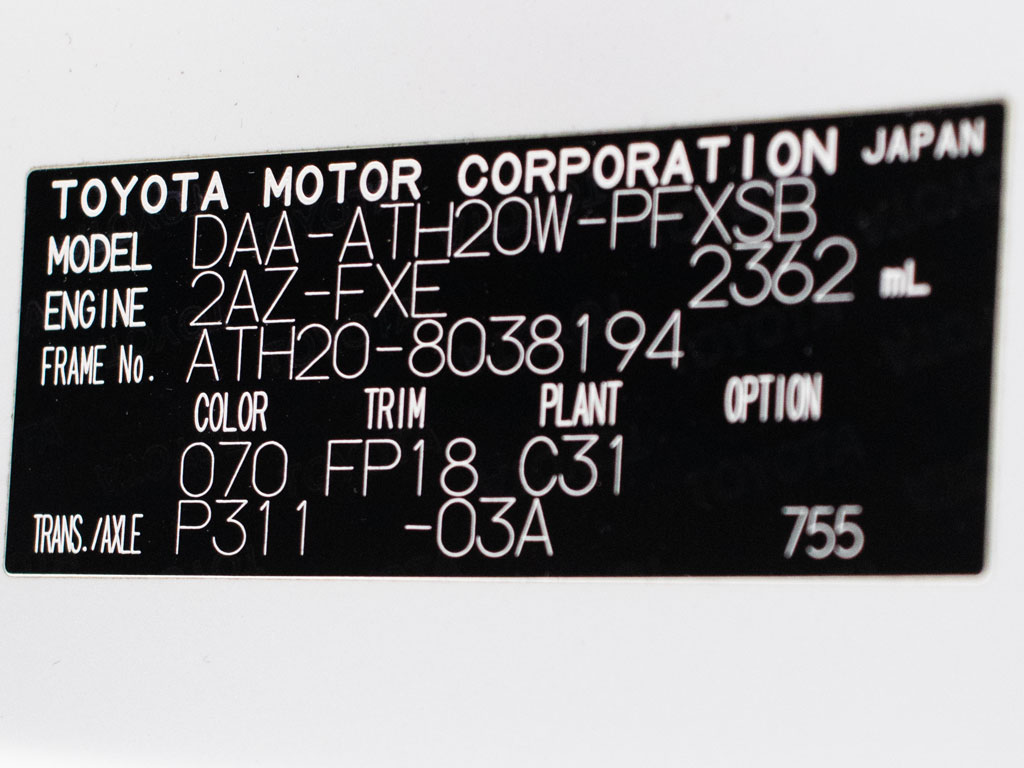 TOYOTA MOTOR CORPORATION JAPAN
MODEL DAA-ATH20W-PFXSB
ENGINE 2AZ-FXE 2362 mL
FRAME No. ATH20-8038194
COLOR TRIM PLANT OPTION
070 FP18 C31
TRANS./AXLE P311 -03A 755